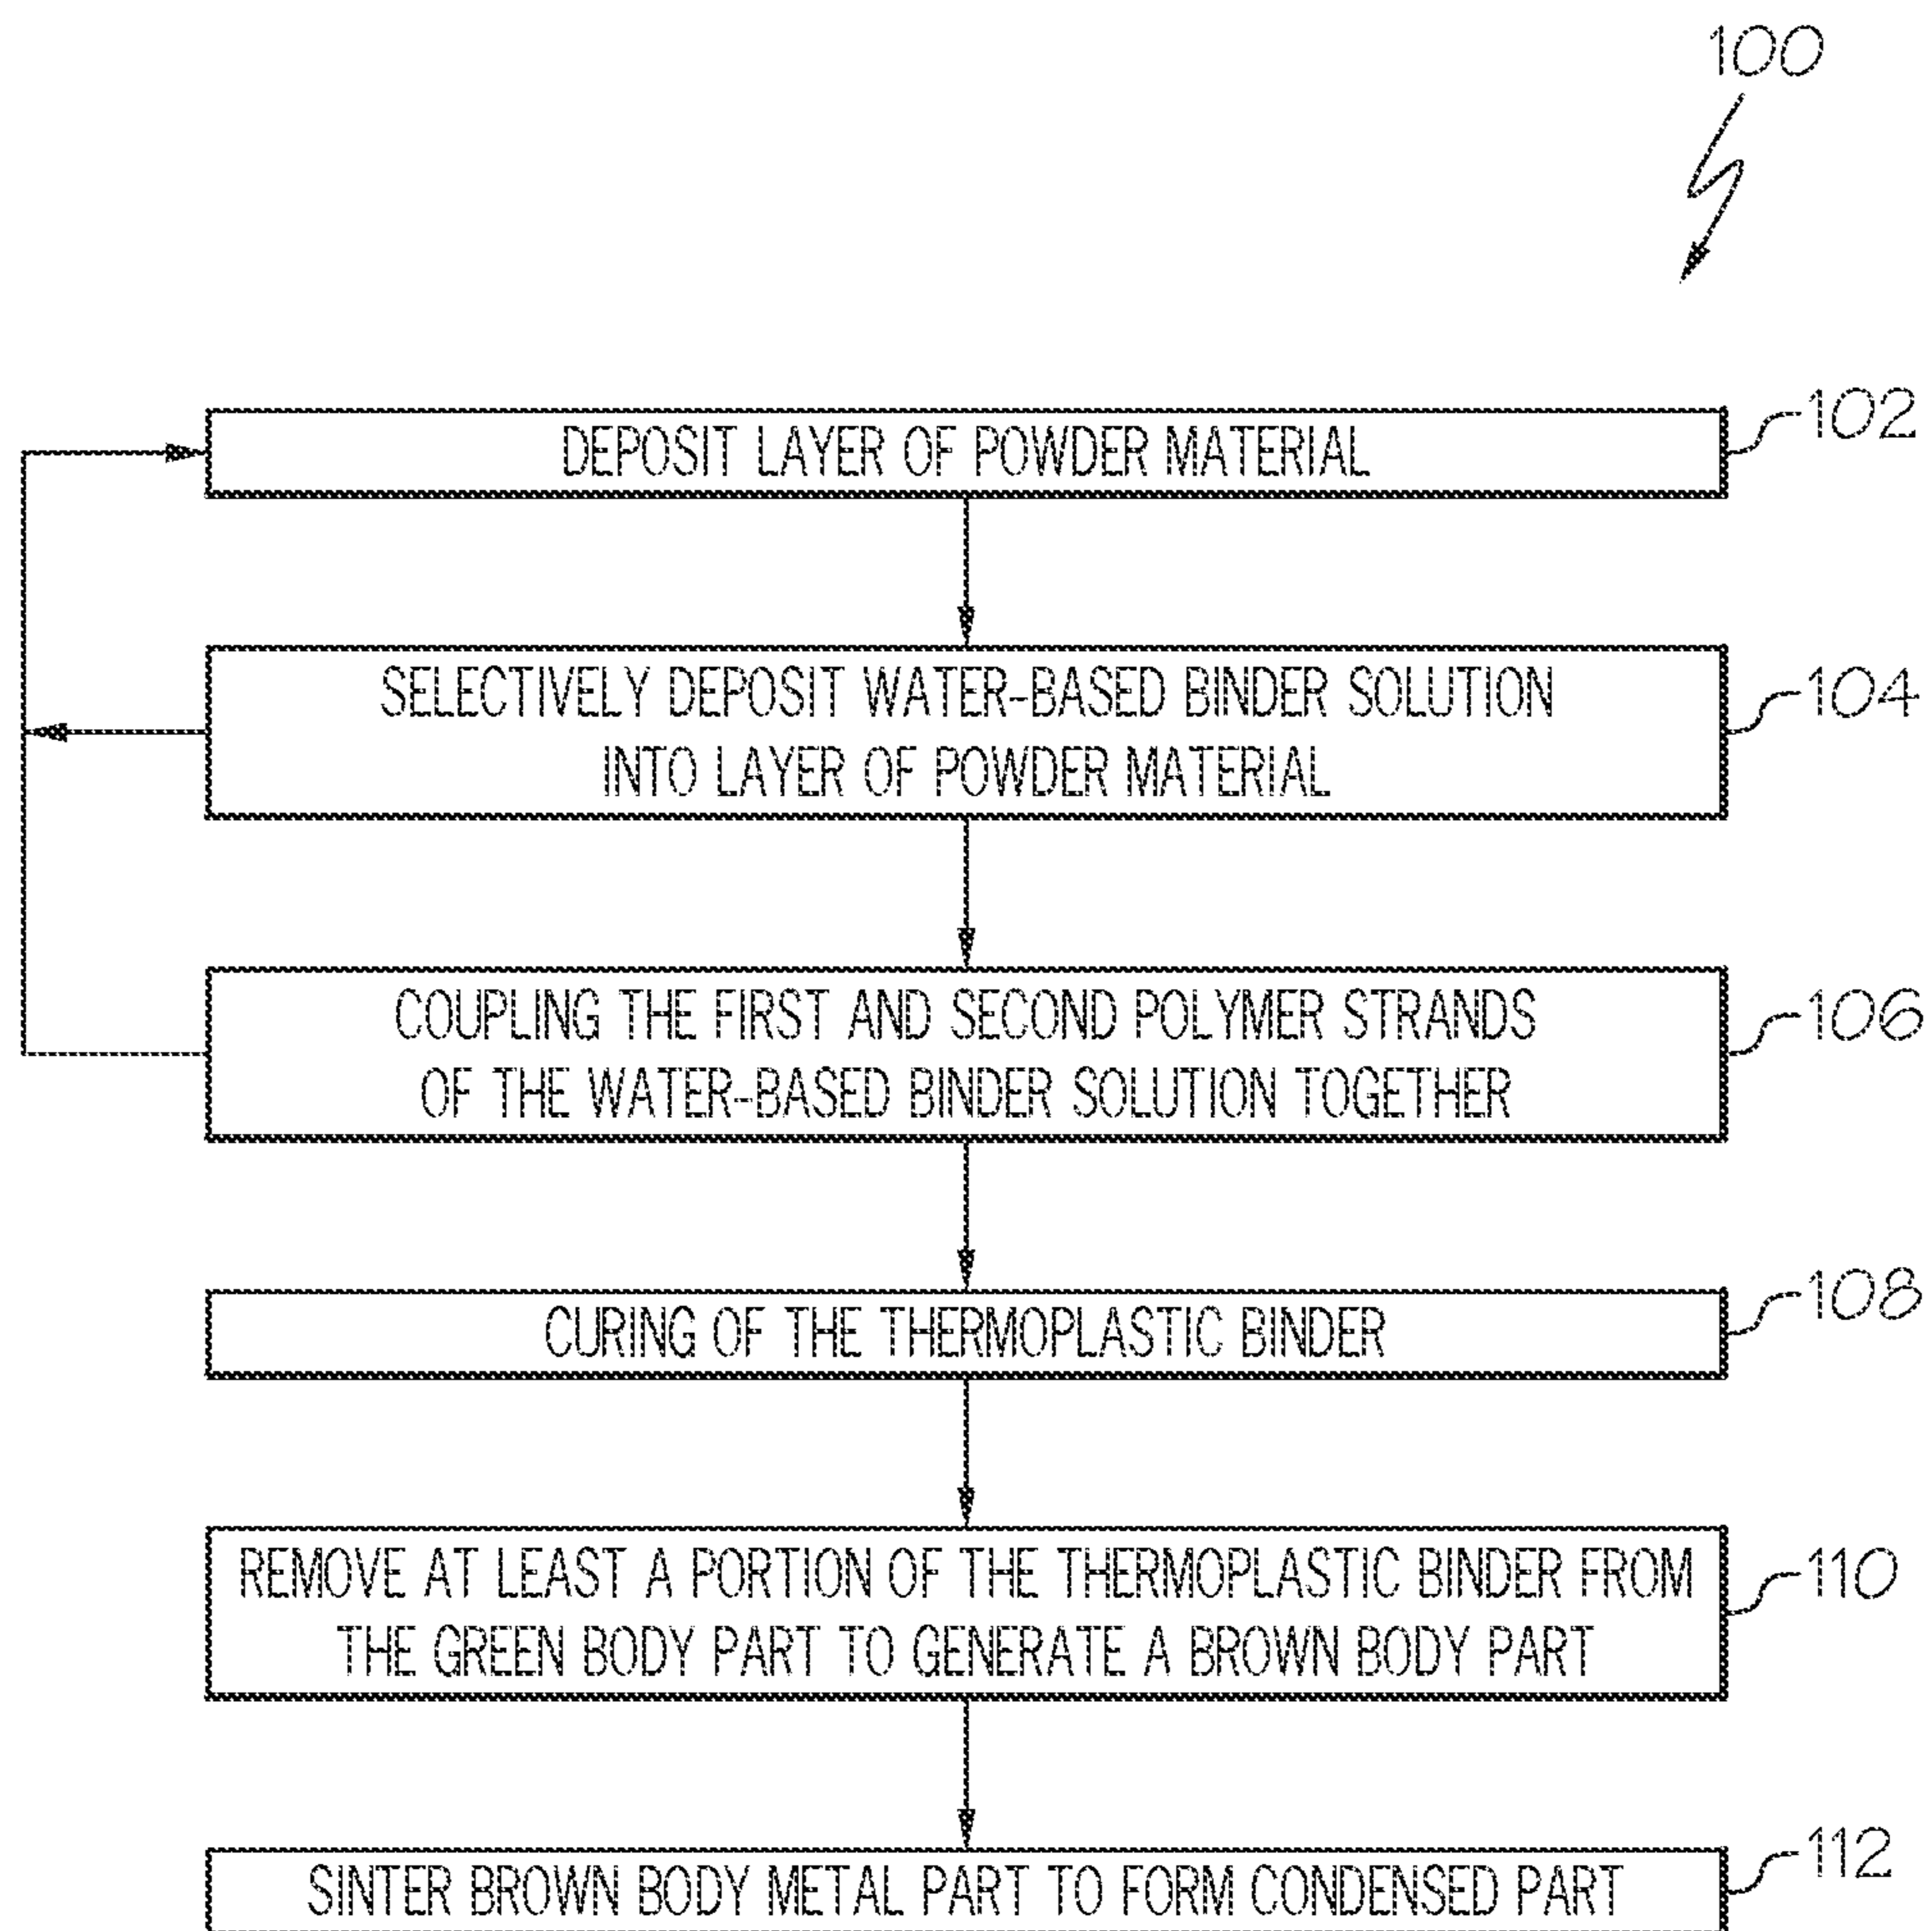 100
DEPOSIT LAYER OF POWDER MATERIAL
102
SELECTIVELY DEPOSIT WATER-BASED BINDER SOLUTION
INTO LAYER OF POWDER MATERIAL
104
COUPLING THE FIRST AND SECOND POLYMER STRANDS
OF THE WATER-BASED BINDER SOLUTION TOGETHER
106
CURING OF THE THERMOPLASTIC BINDER
108
REMOVE AT LEAST A PORTION OF THE THERMOPLASTIC BINDER FROM
THE GREEN BODY PART TO GENERATE A BROWN BODY PART
110
SINTER BROWN BODY METAL PART TO FORM CONDENSED PART
112